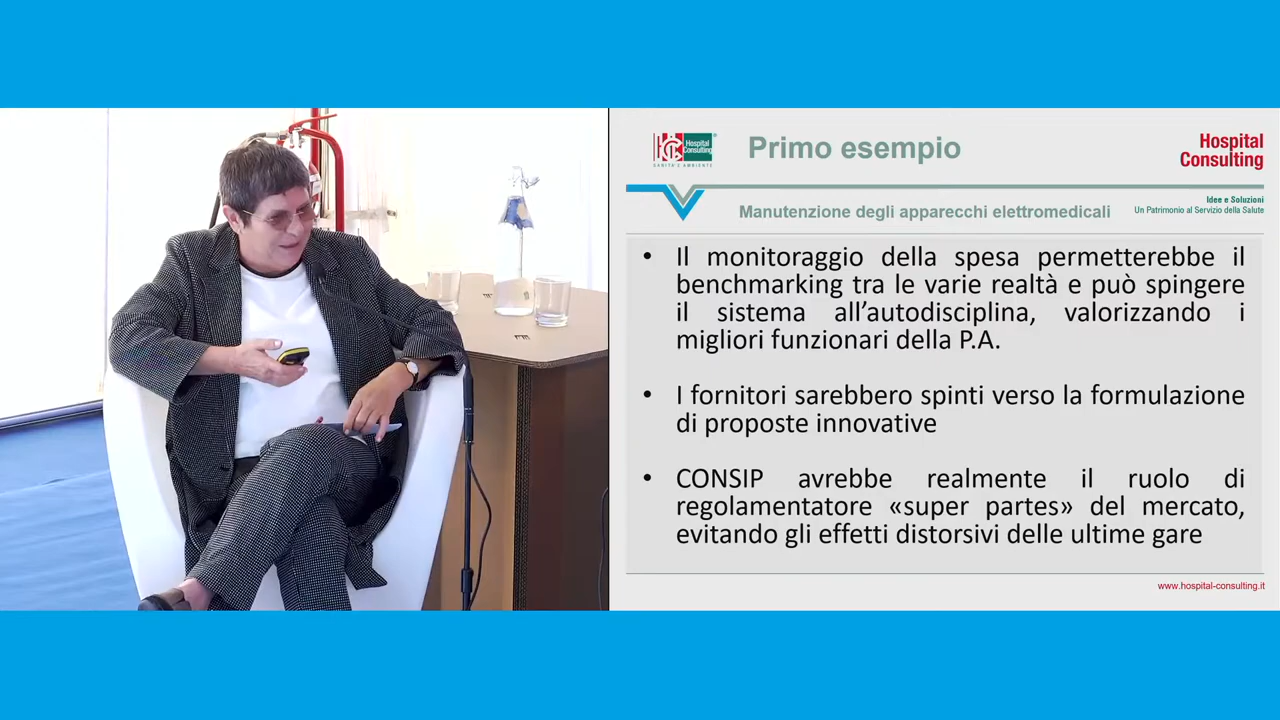 Hospital
Consulting
SANITÀ E AMBIENTE
Primo esempio
Hospital
Consulting
Idee e Soluzioni
Un Patrimonio al Servizio della Salute
Manutenzione degli apparecchi elettromedicali
• Il monitoraggio della spesa permetterebbe il
benchmarking tra le varie realtà e può spingere
il sistema all’autodisciplina, valorizzando i
migliori funzionari della P.A.
• I fornitori sarebbero spinti verso la formulazione
di proposte innovative
• CONSIP avrebbe realmente il ruolo di
regolamentatore «super partes» del mercato,
evitando gli effetti distorsivi delle ultime gare
www.hospital-consulting.it